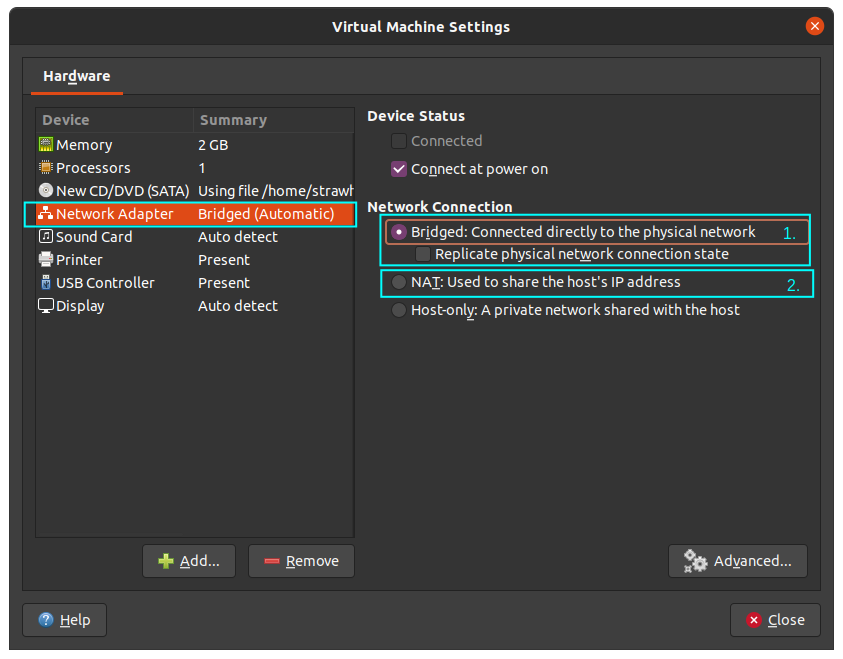 Virtual Machine Settings
Hardware
Device Summary
Memory 2 GB
Processors 1
New CD/DVD (SATA) Using file /home/strawh
Network Adapter Bridged (Automatic)
Sound Card Auto detect
Printer Present
USB Controller Present
Display Auto detect
Device Status
Connected
Connect at power on
Network Connection
Bridged: Connected directly to the physical network 1.
Replicate physical network connection state
NAT: Used to share the host's IP address 2.
Host-only: A private network shared with the host
Add... Remove Advanced...
Help Close